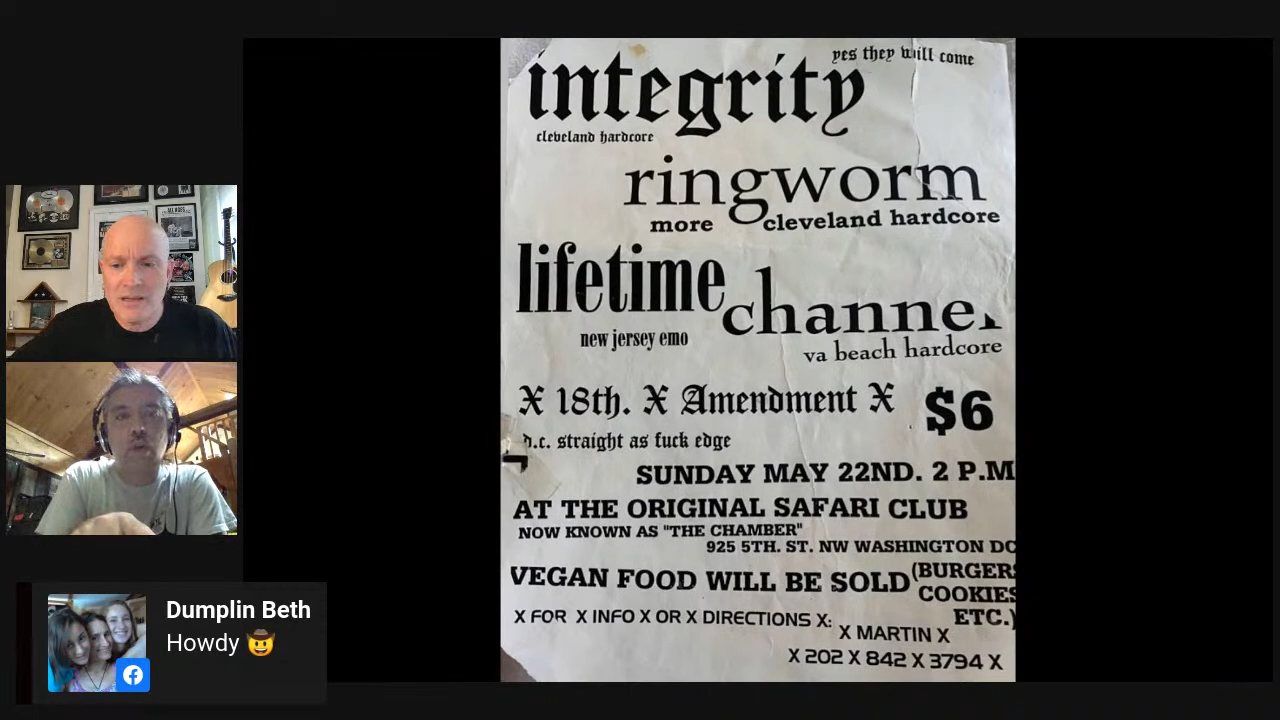 yes they will come
integrity
cleveland hardcore
ringworm
more cleveland hardcore
lifetime
channel
new jersey emo
va beach hardcore
X 18th. X Amendment X
$6
d.c. straight as fuck edge
SUNDAY MAY 22ND. 2 P.M
AT THE ORIGINAL SAFARI CLUB
NOW KNOWN AS "THE CHAMBER"
925 5TH. ST. NW WASHINGTON DC
VEGAN FOOD WILL BE SOLD (BURGERS
COOKIES
ETC.)
X FOR X INFO X OR X DIRECTIONS X:
X MARTIN X
X 202 X 842 X 3794 X
Dumplin Beth
Howdy 🤠